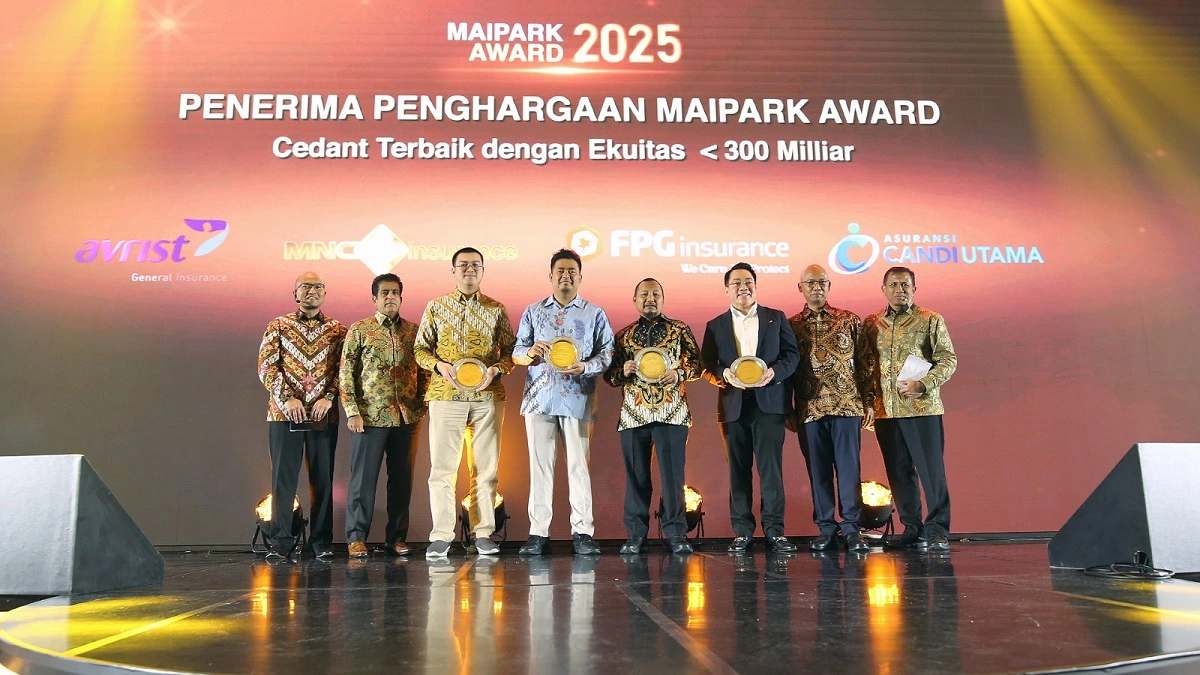 MAIPARK
AWARD 2025
PENERIMA PENGHARGAAN MAIPARK AWARD
Cedant Terbaik dengan Ekuitas < 300 Milliar
avrist
General Insurance
MNC insurance
FPG insurance
We Care Protect
ASURANSI
CANDI UTAMA